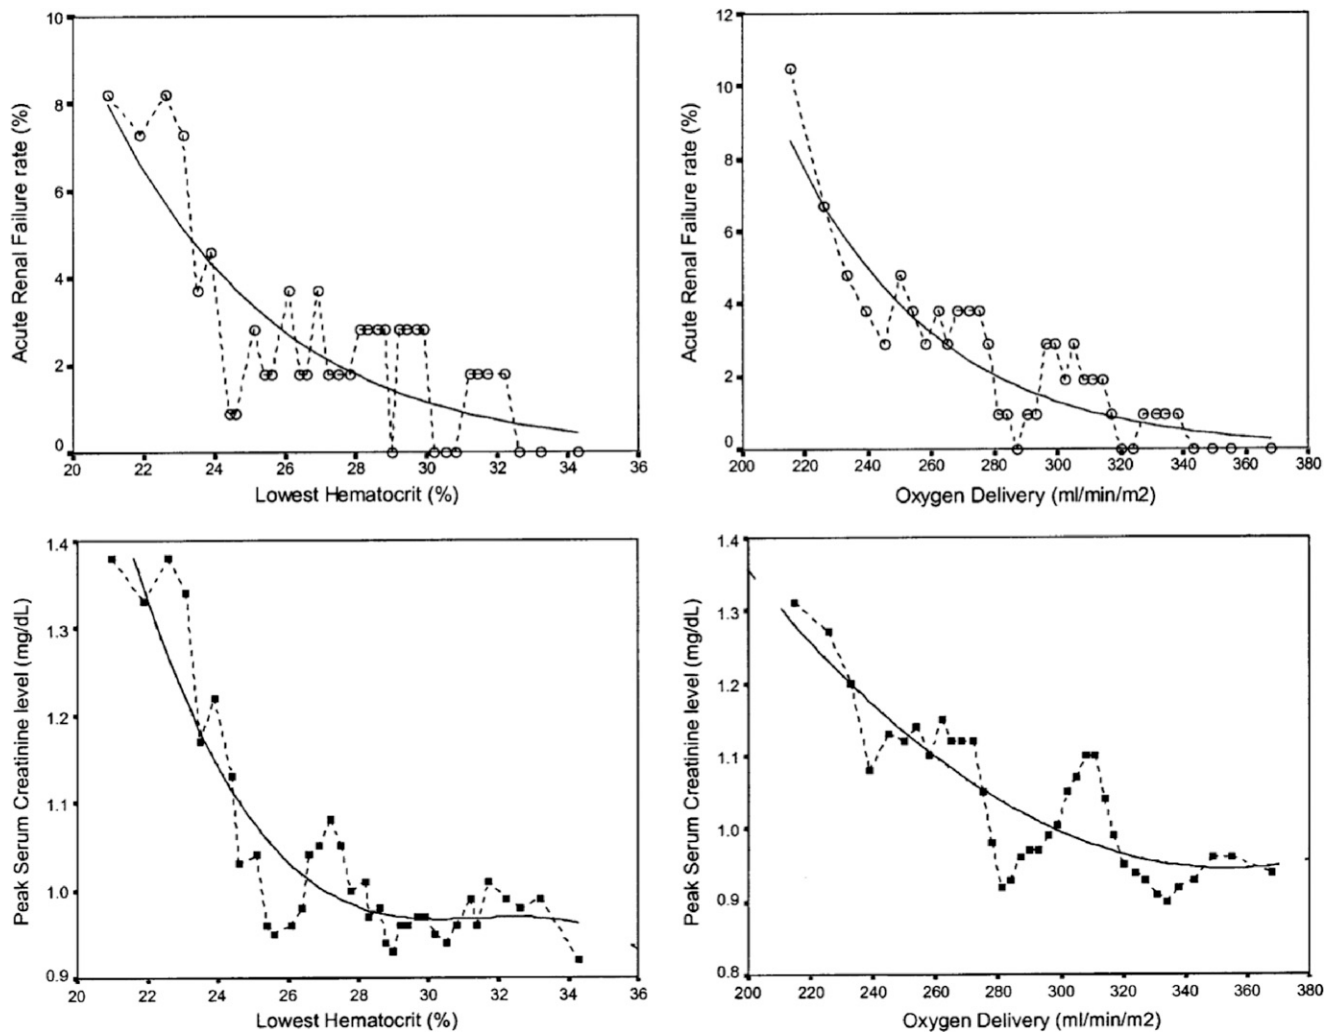 10
8
6
4
2
0
20 22 24 26 28 30 32 34 36
Acute Renal Failure rate (%)
Lowest Hematocrit (%)
12
10
8
6
4
2
0
200 220 240 260 280 300 320 340 360 380
Acute Renal Failure rate (%)
Oxygen Delivery (ml/min/m2)
1.4
1.3
1.2
1.1
1.0
0.9
20 22 24 26 28 30 32 34 36
Peak Serum Creatinine level (mg/dL)
Lowest Hematocrit (%)
1.4
1.3
1.2
1.1
1.0
0.9
0.8
200 220 240 260 280 300 320 340 360 380
Peak Serum Creatinine level (mg/dL)
Oxygen Delivery (ml/min/m2)